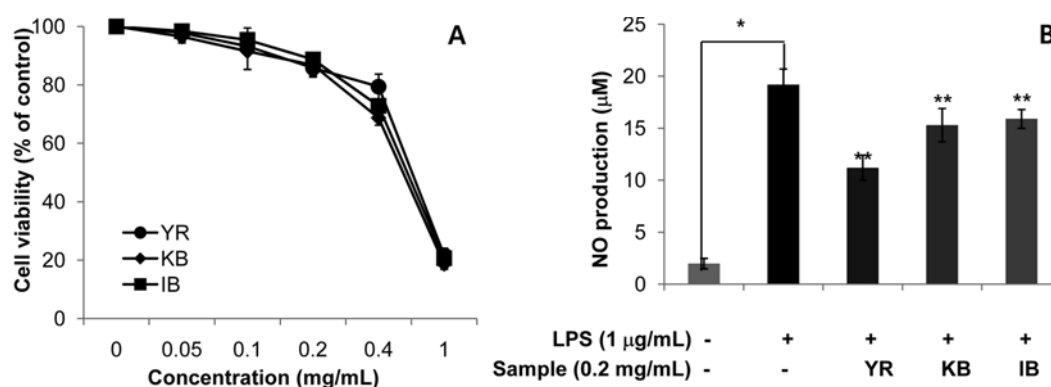 A
Cell viability (% of control)
100
80
60
40
20
0
YR
KB
IB
0 0.05 0.1 0.2 0.4 1
Concentration (mg/mL)
B
NO production (µM)
25
20
15
10
5
0
*
**
**
**
LPS (1 µg/mL) - + + + +
Sample (0.2 mg/mL) - - YR KB IB